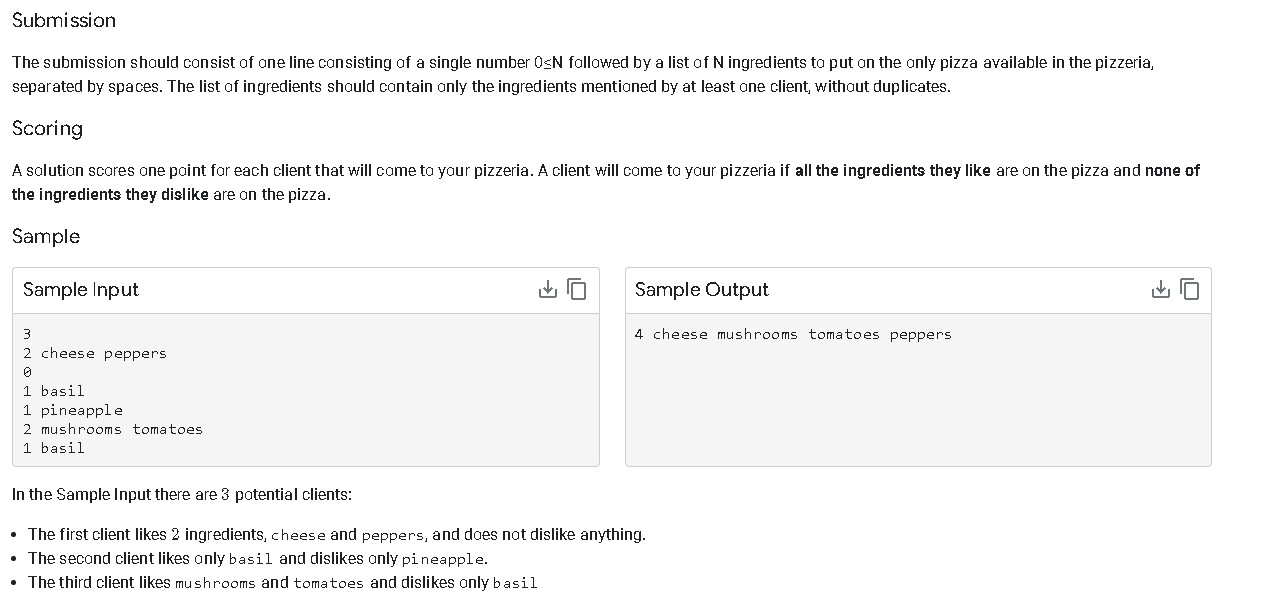 Submission
The submission should consist of one line consisting of a single number 0≤N followed by a list of N ingredients to put on the only pizza available in the pizzeria,
separated by spaces. The list of ingredients should contain only the ingredients mentioned by at least one client, without duplicates.
Scoring
A solution scores one point for each client that will come to your pizzeria. A client will come to your pizzeria if all the ingredients they like are on the pizza and none of
the ingredients they dislike are on the pizza.
Sample
Sample Input
3
2 cheese peppers
0
1 basil
1 pineapple
2 mushrooms tomatoes
1 basil
Sample Output
4 cheese mushrooms tomatoes peppers
In the Sample Input there are 3 potential clients:
• The first client likes 2 ingredients, cheese and peppers, and does not dislike anything.
• The second client likes only basil and dislikes only pineapple.
• The third client likes mushrooms and tomatoes and dislikes only basil